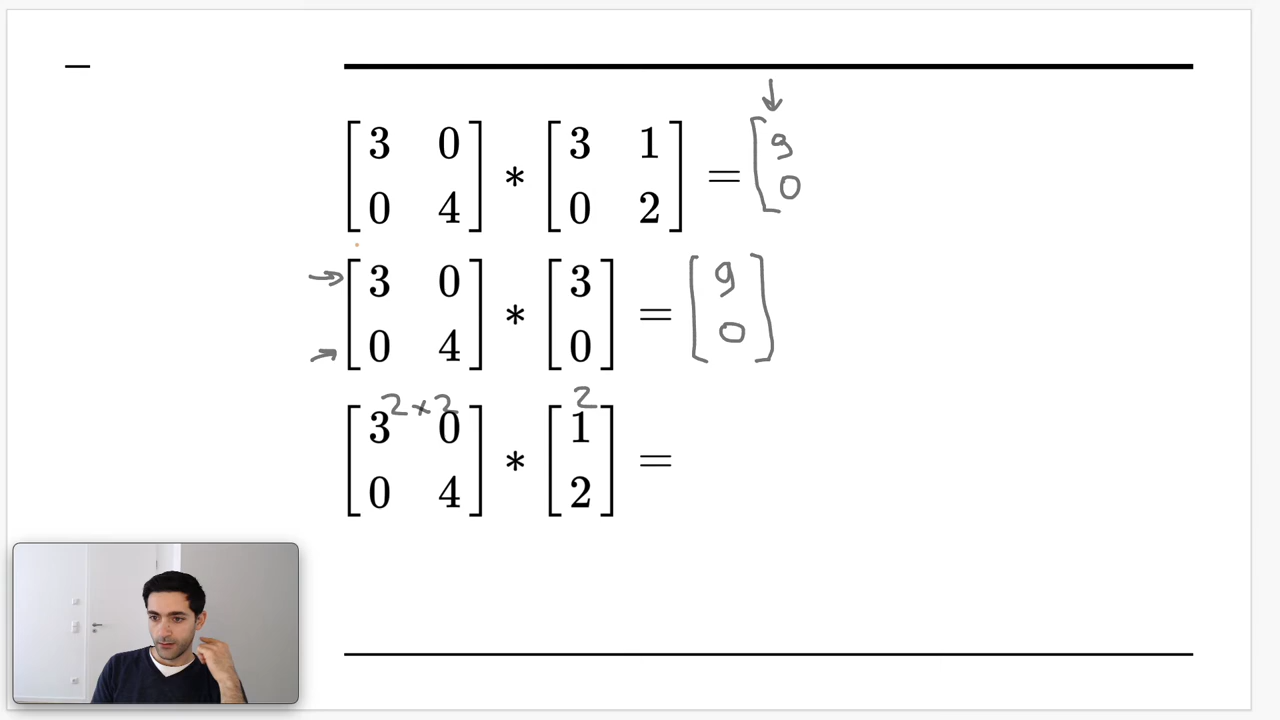 [3 0 0 4] * [3 1 0 2] = [9 0
[3 0 0 4] * [3 0] = [9 0]
2 × 2 2
[3 0 0 4] * [1 2] =